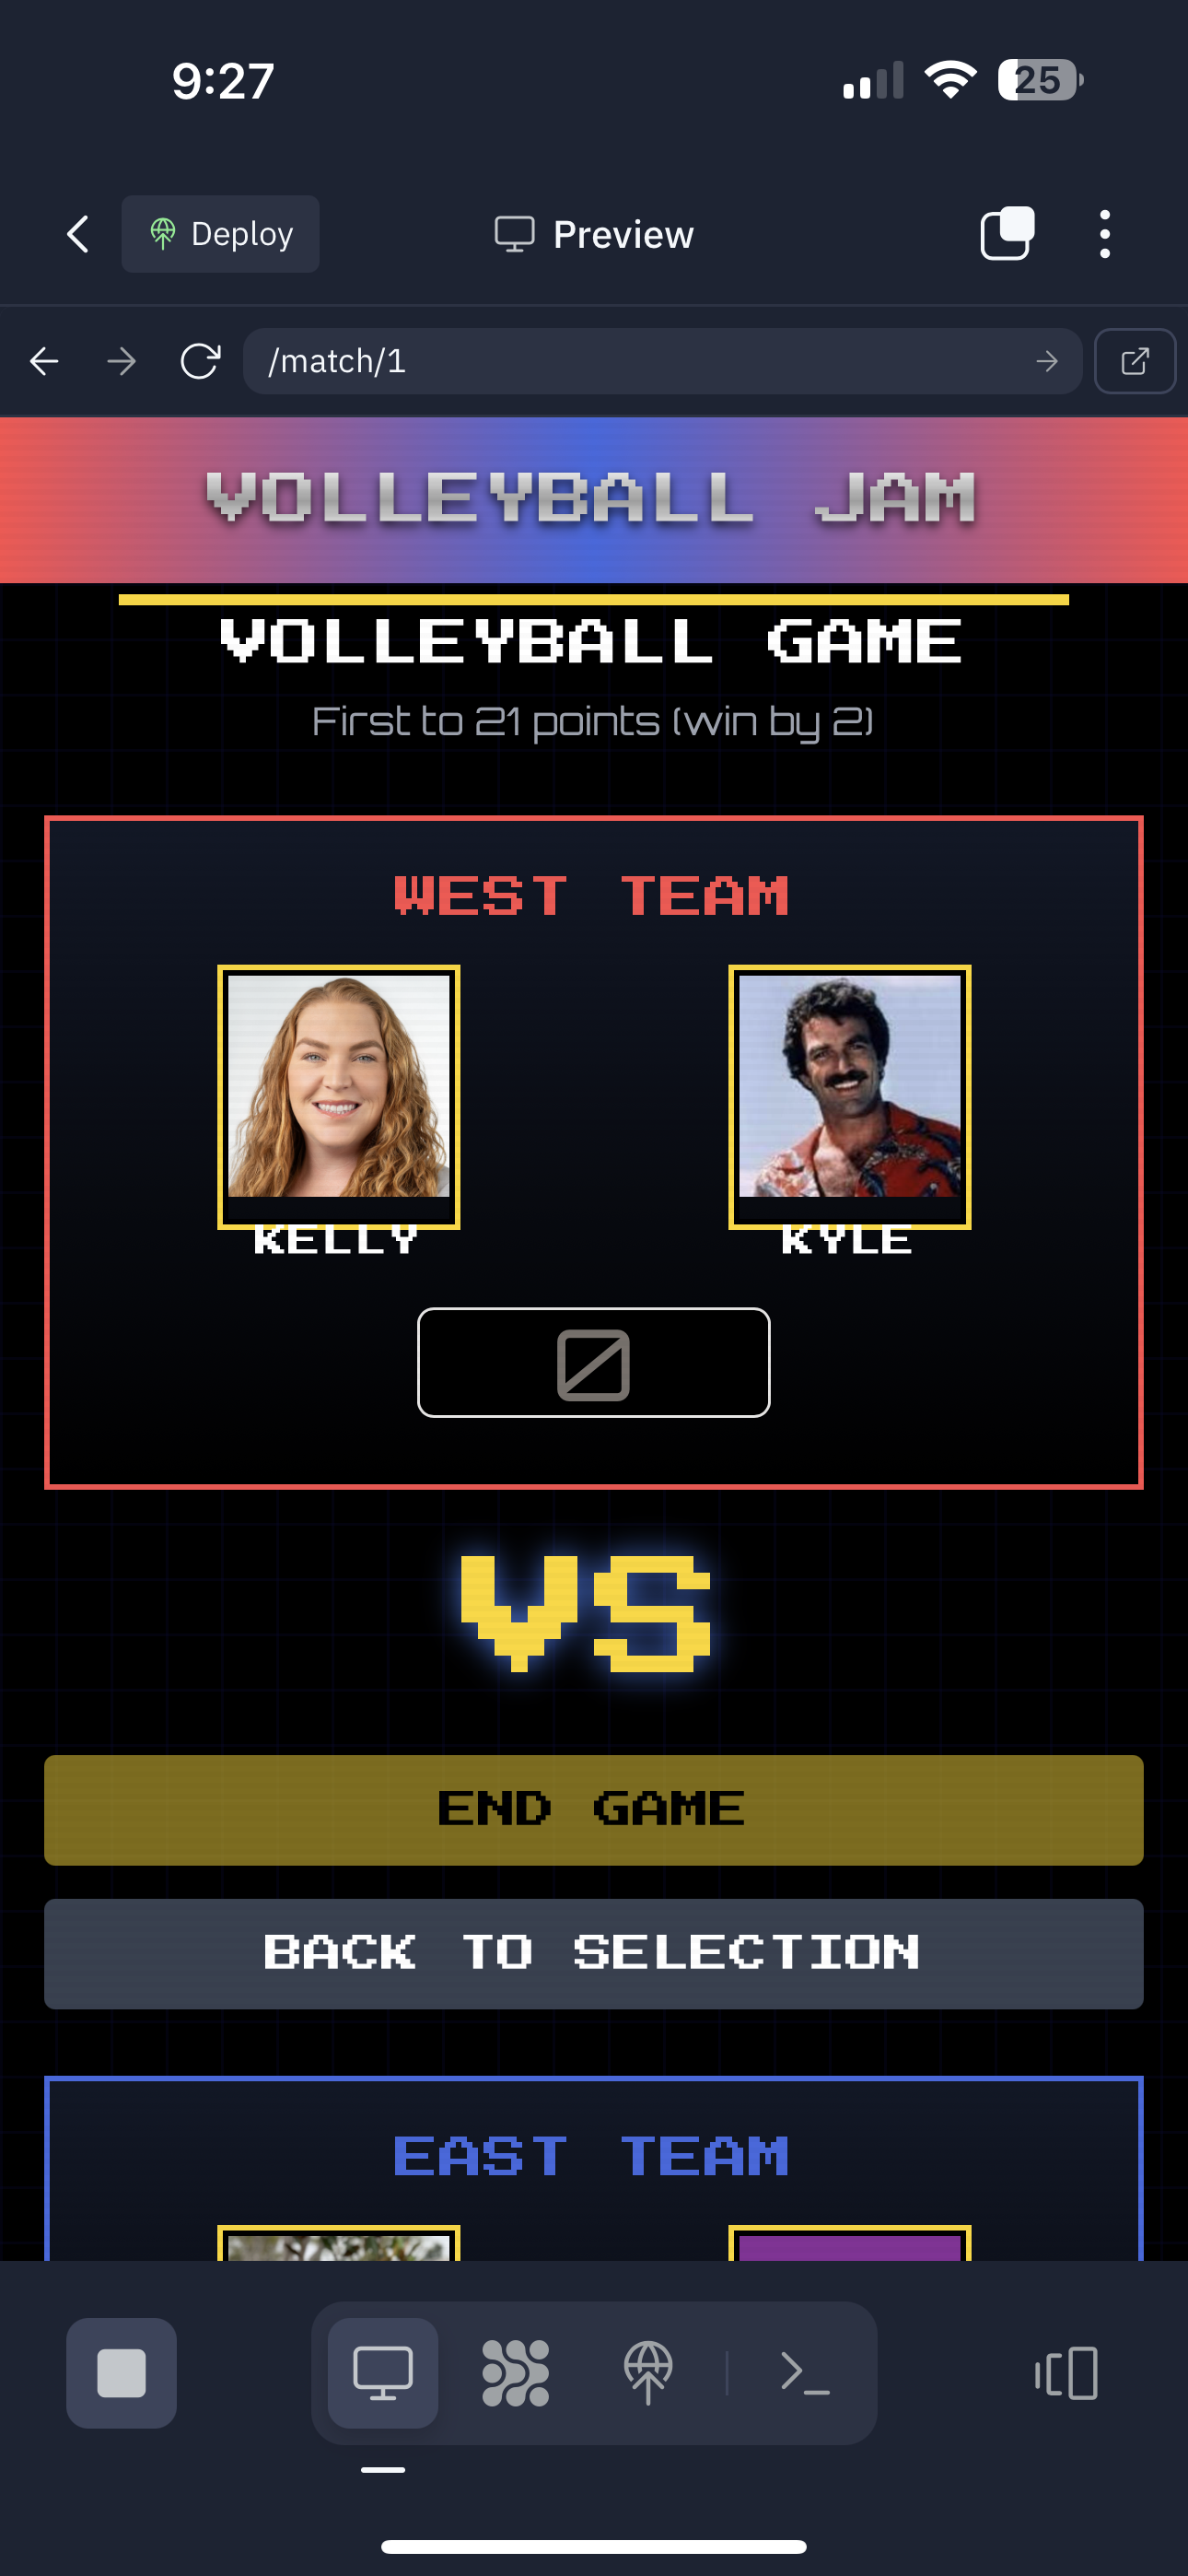 9:27
25
Deploy
Preview
/match/1
VOLLEYBALL JAM
VOLLEYBALL GAME
First to 21 points (win by 2)
WEST TEAM
KELLY
KYLE
VS
END GAME
BACK TO SELECTION
EAST TEAM